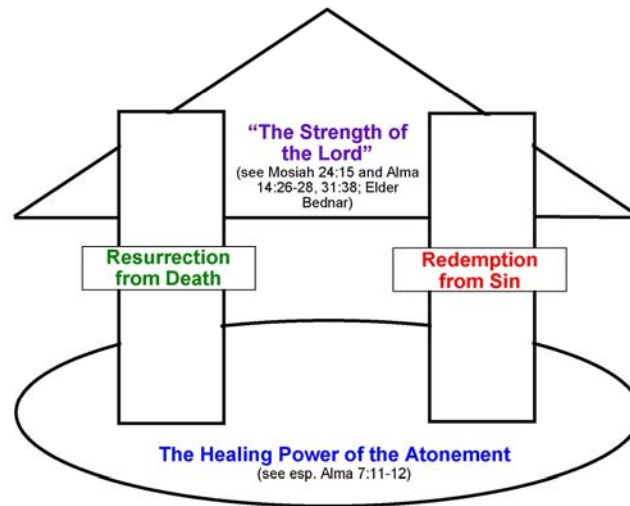 “The Strength of
the Lord”
(see Mosiah 24:15 and Alma
14:26-28, 31:38; Elder
Bednar)
Resurrection
from Death
Redemption
from Sin
The Healing Power of the Atonement
(see esp. Alma 7:11-12)